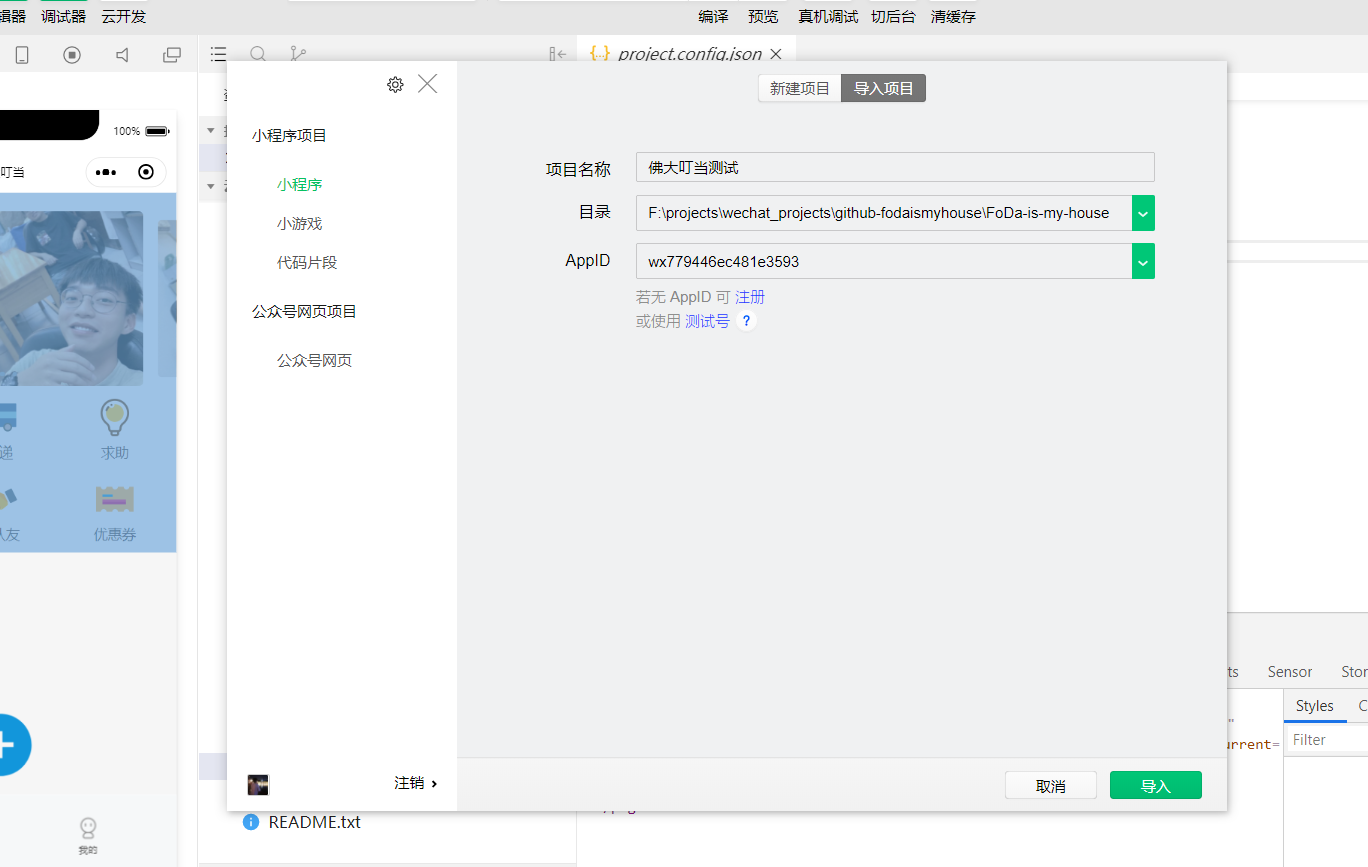 辑器 调试器 云开发 编译 预览 真机调试 切后台 清缓存
project.config.json
新建项目 导入项目
100%
叮当
小程序项目
小程序
小游戏
代码片段
公众号网页项目
公众号网页
项目名称 佛大叮当测试
目录 F:\projects\wechat_projects\github-fodaismyhouse\FoDa-is-my-house
AppID wx779446ec481e3593
若无 AppID 可 注册
或使用 测试号 ?
递 求助
队友 优惠券
ts Sensor Stor
Styles C
urrent=
Filter
注销
取消 导入
README.txt
我的